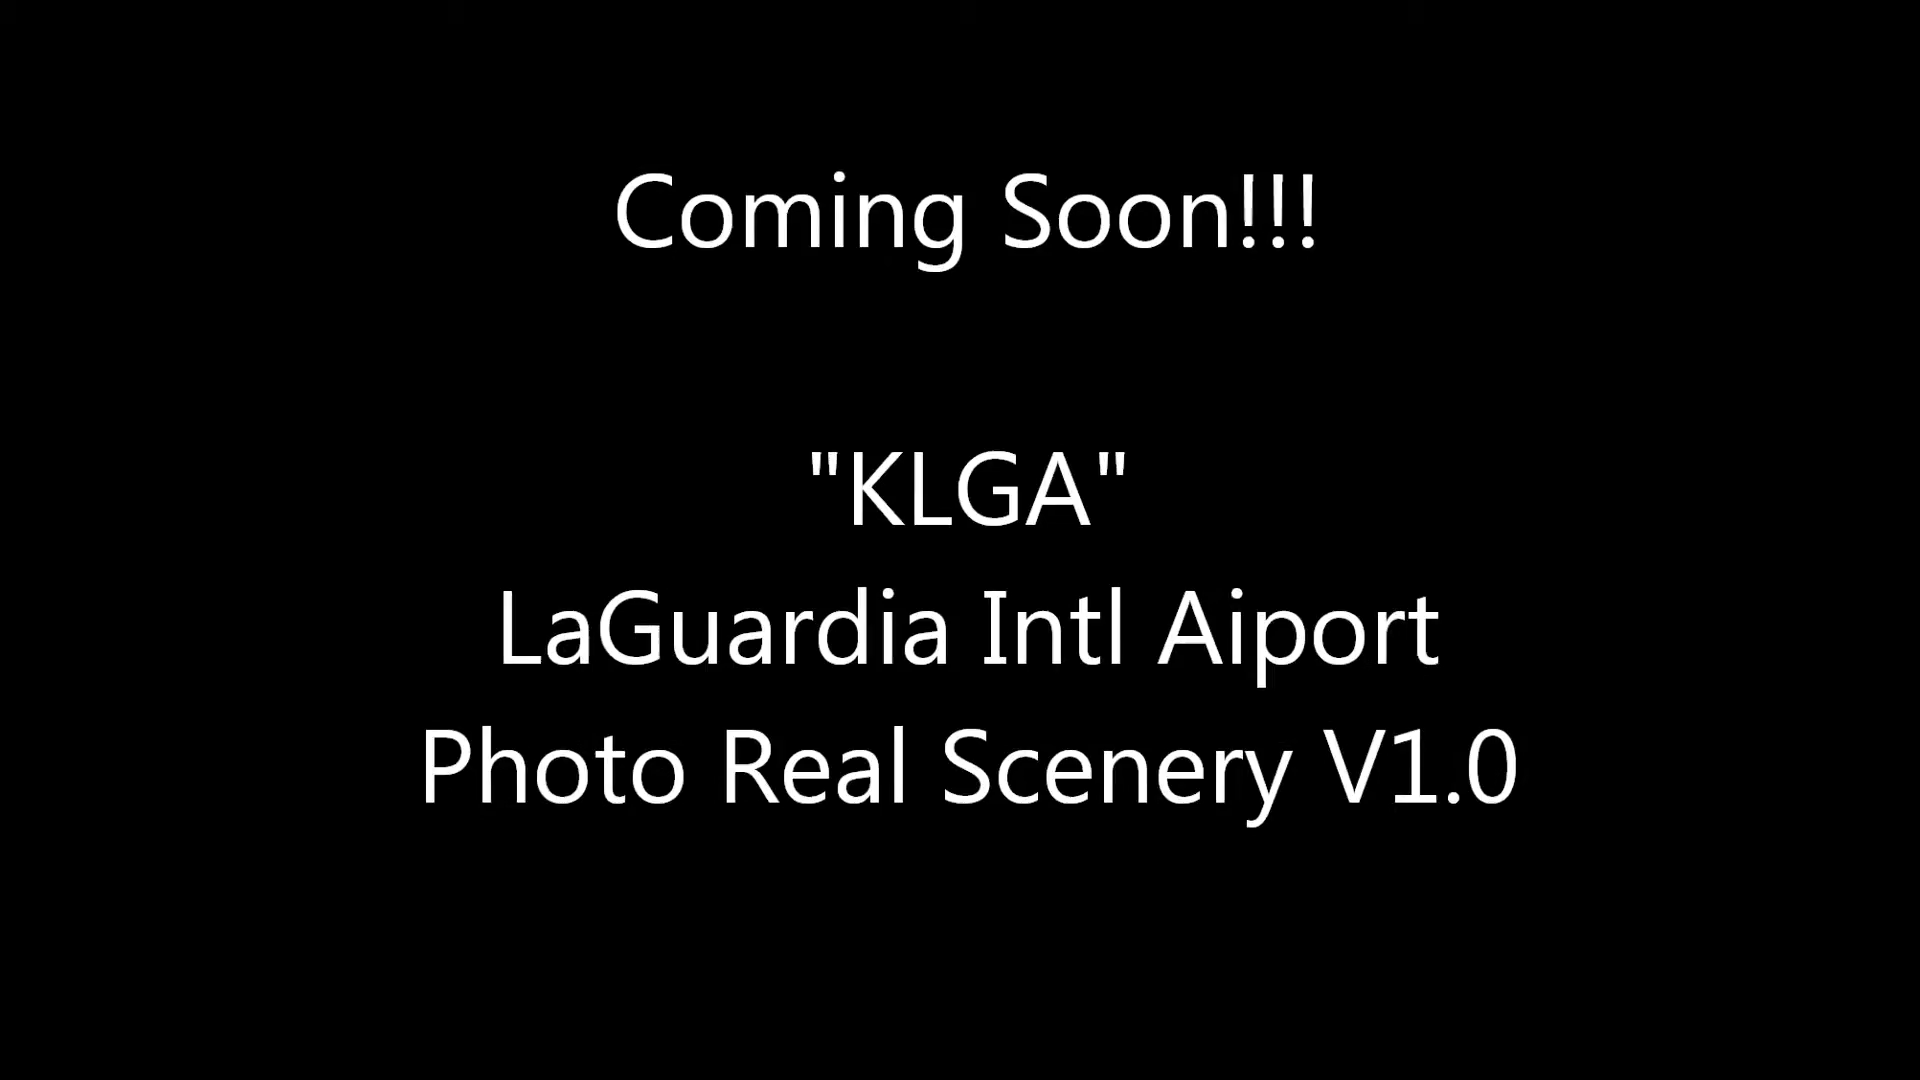 Coming Soon!!!
"KLGA"
LaGuardia Intl Aiport
Photo Real Scenery V1.0